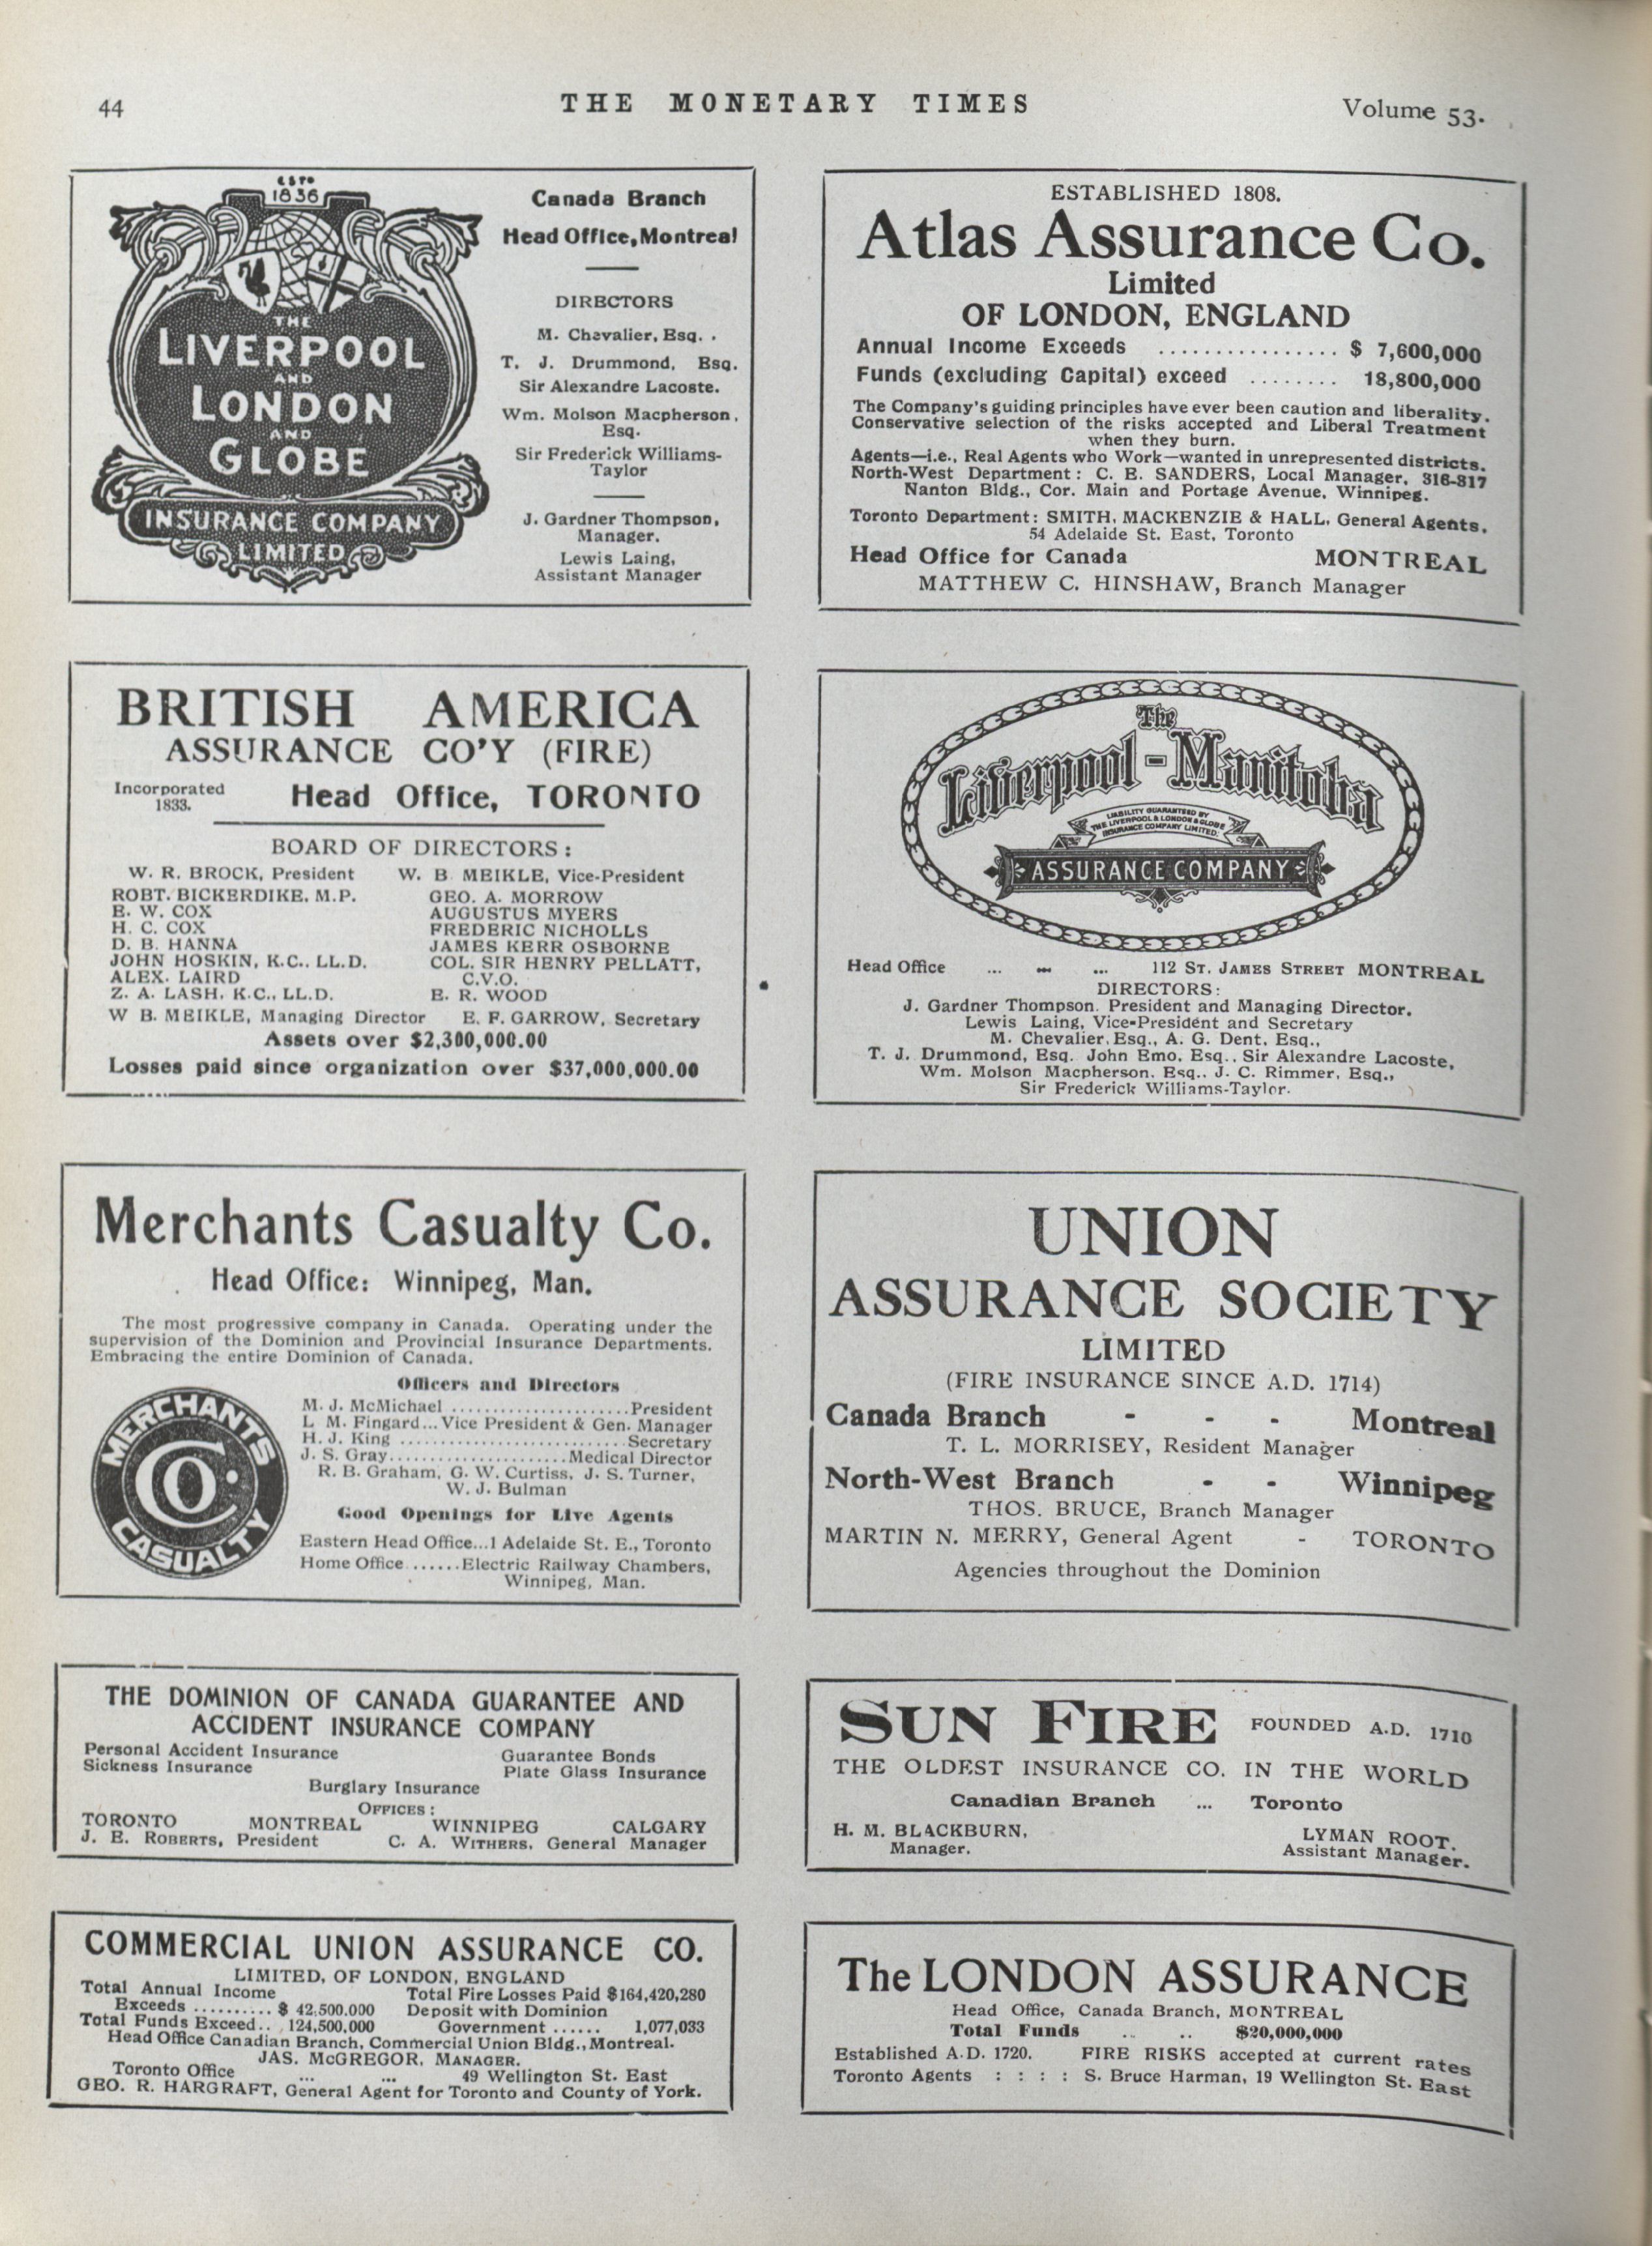 44
THE MONETARY TIMES
Volume 53.
ESTD
1836
THE
LIVERPOOL
AND
LONDON
AND
GLOBE
INSURANCE COMPANY
LIMITED
Canada Branch
Head Office, Montreal
DIRECTORS
M. Chevalier, Esq.
T. J. Drummond, Esq.
Sir Alexandre Lacoste.
Wm. Molson Macpherson,
Esq.
Sir Frederick Williams-
Taylor
J. Gardner Thompson,
Manager.
Lewis Laing,
Assistant Manager
ESTABLISHED 1808.
Atlas Assurance Co.
Limited
OF LONDON, ENGLAND
Annual Income Exceeds ................ $ 7,600,000
Funds (excluding Capital) exceed ........ 18,800,000
The Company's guiding principles have ever been caution and liberality.
Conservative selection of the risks accepted and Liberal Treatment
when they burn.
Agents—i.e., Real Agents who Work—wanted in unrepresented districts.
North-West Department: C. E. SANDERS, Local Manager, 316-317
Nanton Bldg., Cor. Main and Portage Avenue, Winnipeg.
Toronto Department: SMITH, MACKENZIE & HALL, General Agents,
54 Adelaide St. East, Toronto
Head Office for Canada MONTREAL
MATTHEW C. HINSHAW, Branch Manager
BRITISH AMERICA
ASSURANCE CO'Y (FIRE)
Incorporated
1833.
Head Office, TORONTO
BOARD OF DIRECTORS:
W. R. BROCK, President W. B. MEIKLE, Vice-President
ROBT. BICKERDIKE, M.P. GEO. A. MORROW
E. W. COX AUGUSTUS MYERS
H. C. COX FREDERIC NICHOLLS
D. B. HANNA JAMES KERR OSBORNE
JOHN HOSKIN, K.C., LL.D. COL. SIR HENRY PELLATT,
ALEX. LAIRD C.V.O.
Z. A. LASH, K.C., LL.D. E. R. WOOD
W B. MEIKLE, Managing Director E. F. GARROW, Secretary
Assets over $2,300,000.00
Losses paid since organization over $37,000,000.00
The
Liverpool-Manitoba
LIABILITY GUARANTEED BY
THE LIVERPOOL & LONDON & GLOBE
INSURANCE COMPANY LIMITED.
ASSURANCE COMPANY
Head Office ... ... ... 112 ST. JAMES STREET MONTREAL
DIRECTORS:
J. Gardner Thompson. President and Managing Director.
Lewis Laing, Vice-President and Secretary
M. Chevalier, Esq., A. G. Dent, Esq.,
T. J. Drummond, Esq. John Emo, Esq., Sir Alexandre Lacoste,
Wm. Molson Macpherson, Esq., J. C. Rimmer, Esq.,
Sir Frederick Williams-Taylor.
Merchants Casualty Co.
Head Office: Winnipeg, Man.
The most progressive company in Canada. Operating under the
supervision of the Dominion and Provincial Insurance Departments.
Embracing the entire Dominion of Canada.
MERCHANTS
Co.
CASUALTY
Officers and Directors
M. J. McMichael ......................President
L M. Fingard...Vice President & Gen. Manager
H. J. King ............................Secretary
J. S. Gray......................Medical Director
R. B. Graham, G. W. Curtiss, J. S. Turner,
W. J. Bulman
Good Openings for Live Agents
Eastern Head Office...1 Adelaide St. E., Toronto
Home Office ......Electric Railway Chambers,
Winnipeg, Man.
UNION
ASSURANCE SOCIETY
LIMITED
(FIRE INSURANCE SINCE A.D. 1714)
Canada Branch - - - Montreal
T. L. MORRISEY, Resident Manager
North-West Branch - - Winnipeg
THOS. BRUCE, Branch Manager
MARTIN N. MERRY, General Agent - TORONTO
Agencies throughout the Dominion
THE DOMINION OF CANADA GUARANTEE AND
ACCIDENT INSURANCE COMPANY
Personal Accident Insurance Guarantee Bonds
Sickness Insurance Plate Glass Insurance
Burglary Insurance
OFFICES:
TORONTO MONTREAL WINNIPEG CALGARY
J. E. ROBERTS, President C. A. WITHERS, General Manager
SUN FIRE FOUNDED A.D. 1710
THE OLDEST INSURANCE CO. IN THE WORLD
Canadian Branch ... Toronto
H. M. BLACKBURN,
Manager.
LYMAN ROOT.
Assistant Manager.
COMMERCIAL UNION ASSURANCE CO.
LIMITED, OF LONDON, ENGLAND
Total Annual Income Total Fire Losses Paid $164,420,280
Exceeds .......... $ 42,500,000 Deposit with Dominion
Total Funds Exceed.. 124,500,000 Government ...... 1,077,033
Head Office Canadian Branch, Commercial Union Bldg., Montreal.
JAS. McGREGOR, MANAGER.
Toronto Office ... ... 49 Wellington St. East
GEO. R. HARGRAFT, General Agent for Toronto and County of York.
The LONDON ASSURANCE
Head Office, Canada Branch, MONTREAL
Total Funds .. .. $20,000,000
Established A.D. 1720. FIRE RISKS accepted at current rates
Toronto Agents : : : : S. Bruce Harman, 19 Wellington St. East